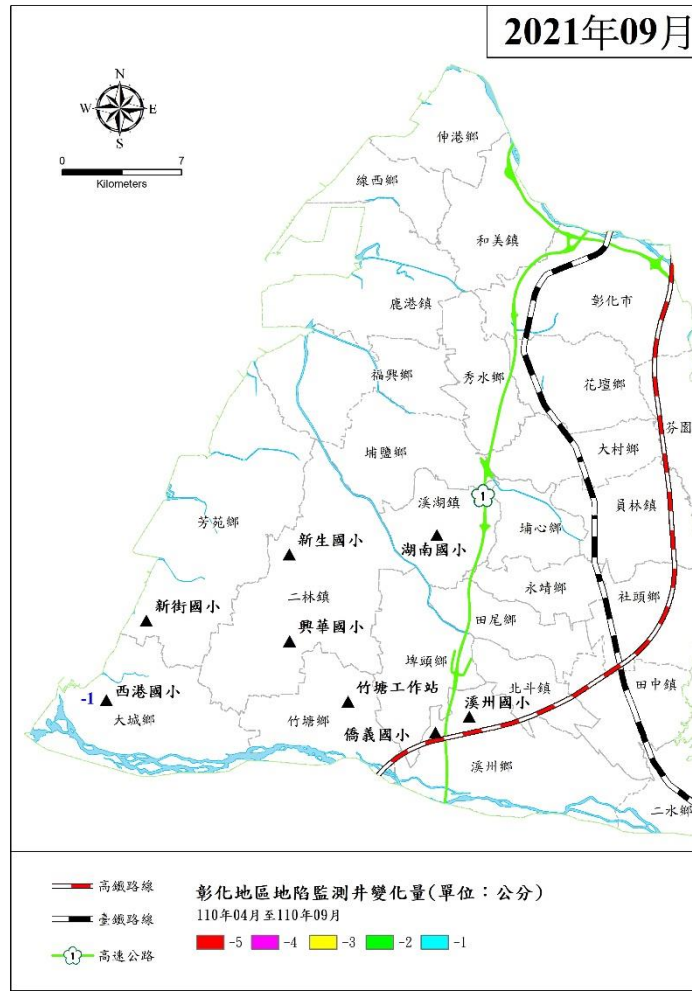 2021年09月
N
W E
S
0 7
Kilometers
伸港鄉
線西鄉
和美鎮
鹿港鎮
彰化市
福興鄉
秀水鄉
花壇鄉
芬園
埔鹽鄉
大村鄉
溪湖鎮
1
員林鎮
芳苑鄉
埔心鄉
新生國小
湖南國小
二林鎮
永靖鄉
社頭鄉
新街國小
田尾鄉
興華國小
埤頭鄉
西港國小
-1
竹塘工作站
北斗鎮
田中鎮
大城鄉
竹塘鄉
溪州國小
僑義國小
溪州鄉
二水鄉
高鐵路線
臺鐵路線
1 高速公路
彰化地區地陷監測井變化量(單位：公分)
110年04月至110年09月
-5 -4 -3 -2 -1